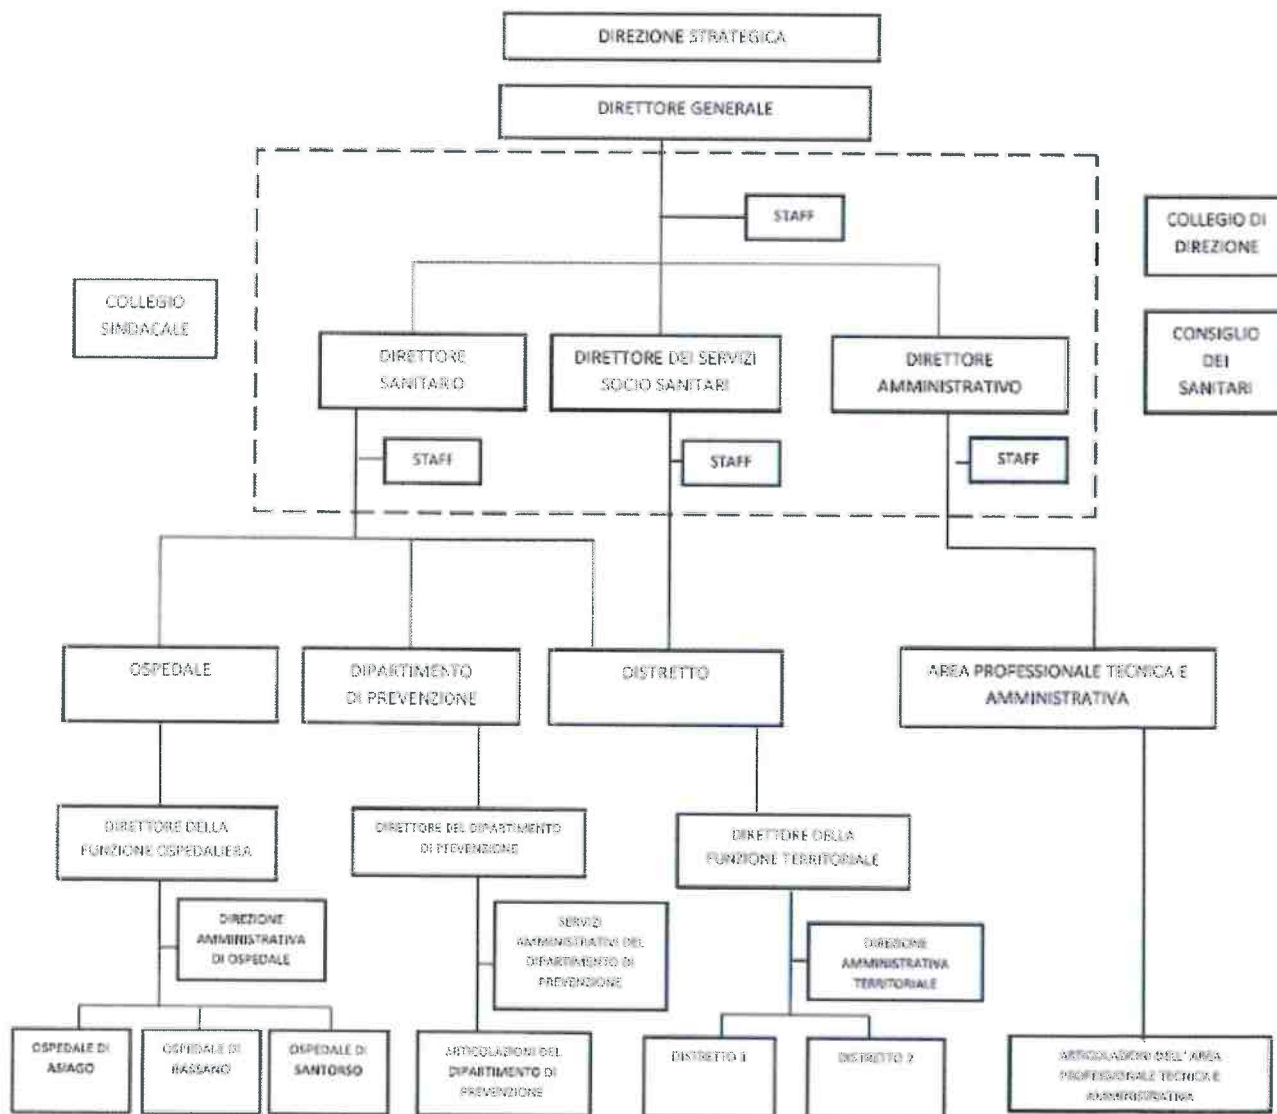 DIREZIONE STRATEGICA
DIRETTORE GENERALE
STAFF
COLLEGIO DI
DIREZIONE
COLLEGIO
SINDACALE
CONSIGLIO
DEI
SANITARI
DIRETTORE
SANITARIO
DIRETTORE DEI SERVIZI
SOCIO SANITARI
DIRETTORE
AMMINISTRATIVO
STAFF
STAFF
STAFF
OSPEDALE
DIPARTIMENTO
DI PREVENZIONE
DISTRETTO
AREA PROFESSIONALE TECNICA E
AMMINISTRATIVA
DIRETTORE DELLA
FUNZIONE OSPEDALIERA
DIRETTORE DEL DIPARTIMENTO
DI PREVENZIONE
DIRETTORE DELLA
FUNZIONE TERRITORIALE
DIREZIONE
AMMINISTRATIVA
DI OSPEDALE
SERVIZI
AMMINISTRATIVI DEL
DIPARTIMENTO DI
PREVENZIONE
DIREZIONE
AMMINISTRATIVA
TERRITORIALE
OSPEDALE DI
ASIAGO
OSPEDALE DI
BASSANO
OSPEDALE DI
SANTORSO
ARTICOLAZIONI DEL
DIPARTIMENTO DI
PREVENZIONE
DISTRETTO 1
DISTRETTO 2
ARTICOLAZIONI DELL' AREA
PROFESSIONALE TECNICA E
AMMINISTRATIVA